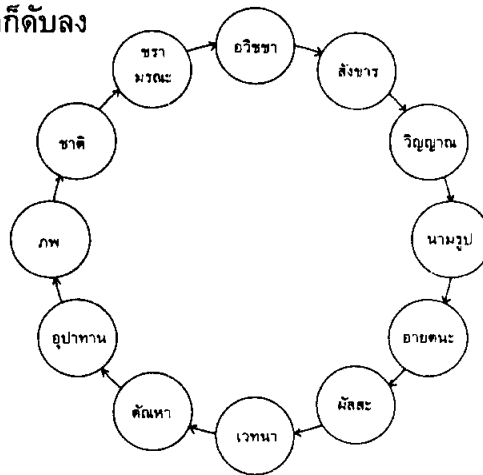 ก็ดับลง
อวิชชา
สังขาร
วิญญาณ
นามรูป
อายตนะ
ผัสสะ
เวทนา
ตัณหา
อุปาทาน
ภพ
ชาติ
ชรา
มรณะ